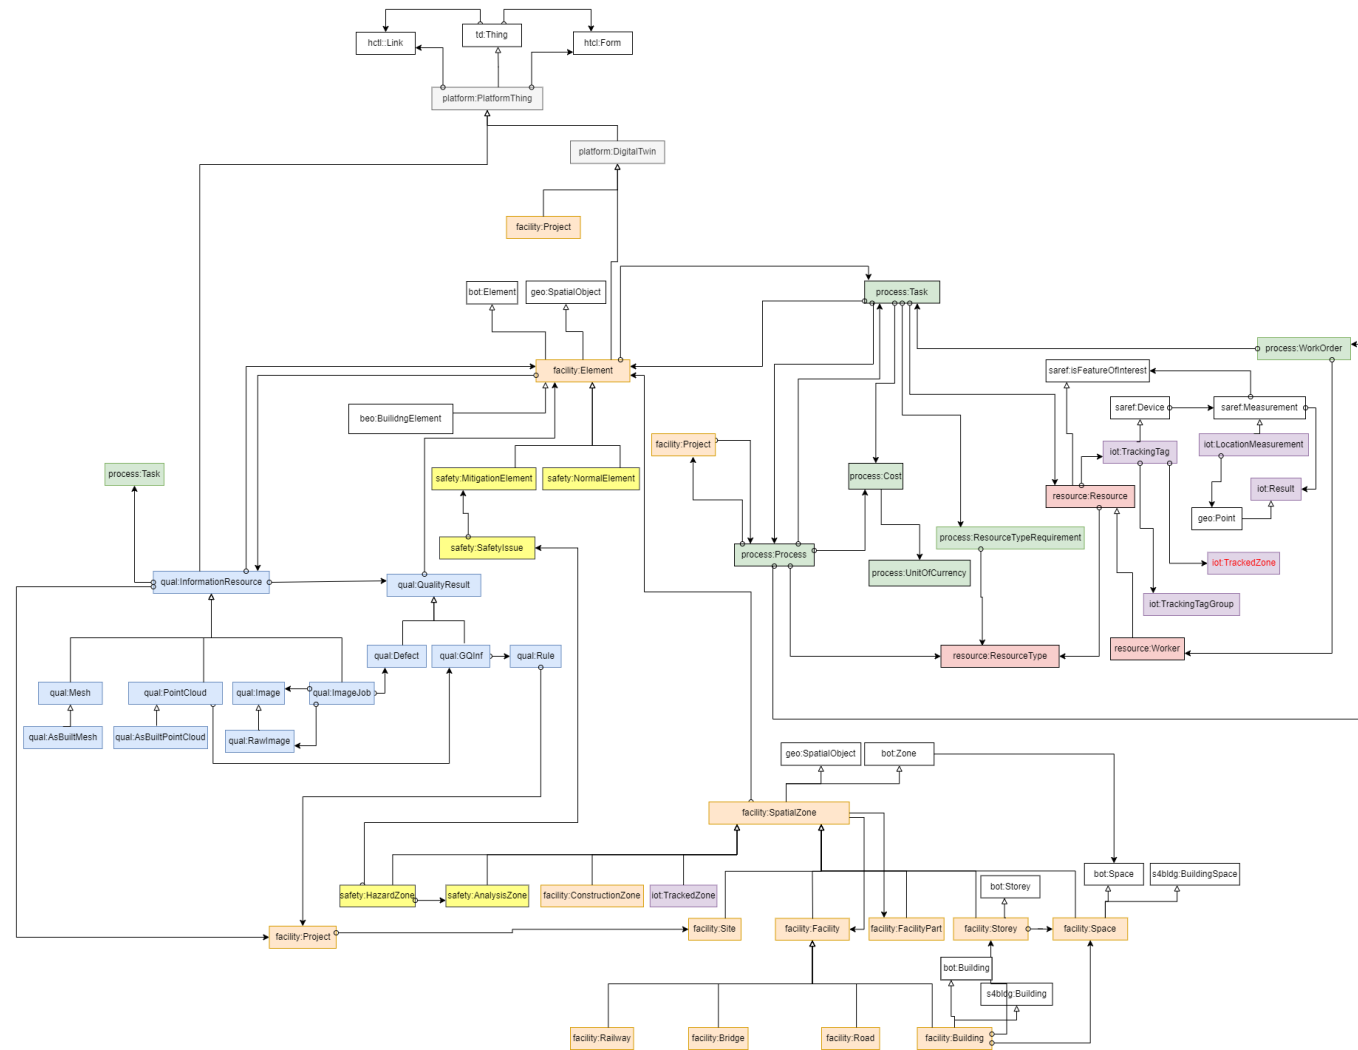 td:Thing
hctl::Link
htcl:Form
platform:PlatformThing
platform:DigitalTwin
facility:Project
bot:Element
geo:SpatialObject
process:Task
process:WorkOrder
facility:Element
saref:isFeatureOfInterest
beo:BuilidngElement
saref:Device
saref:Measurement
facility:Project
iot:TrackingTag
iot:LocationMeasurement
process:Task
safety:MitigationElement
safety:NormalElement
process:Cost
resource:Resource
iot:Result
geo:Point
safety:SafetyIssue
process:Process
process:ResourceTypeRequirement
iot:TrackedZone
qual:InformationResource
qual:QualityResult
process:UnitOfCurrency
iot:TrackingTagGroup
qual:Defect
qual:GQInf
qual:Rule
resource:ResourceType
resource:Worker
qual:Mesh
qual:PointCloud
qual:Image
qual:ImageJob
qual:AsBuiltMesh
qual:AsBuiltPointCloud
qual:RawImage
geo:SpatialObject
bot:Zone
facility:SpatialZone
bot:Space
s4bldg:BuildingSpace
safety:HazardZone
safety:AnalysisZone
facility:ConstructionZone
iot:TrackedZone
bot:Storey
facility:Project
facility:Site
facility:Facility
facility:FacilityPart
facility:Storey
facility:Space
bot:Building
s4bldg:Building
facility:Railway
facility:Bridge
facility:Road
facility:Building